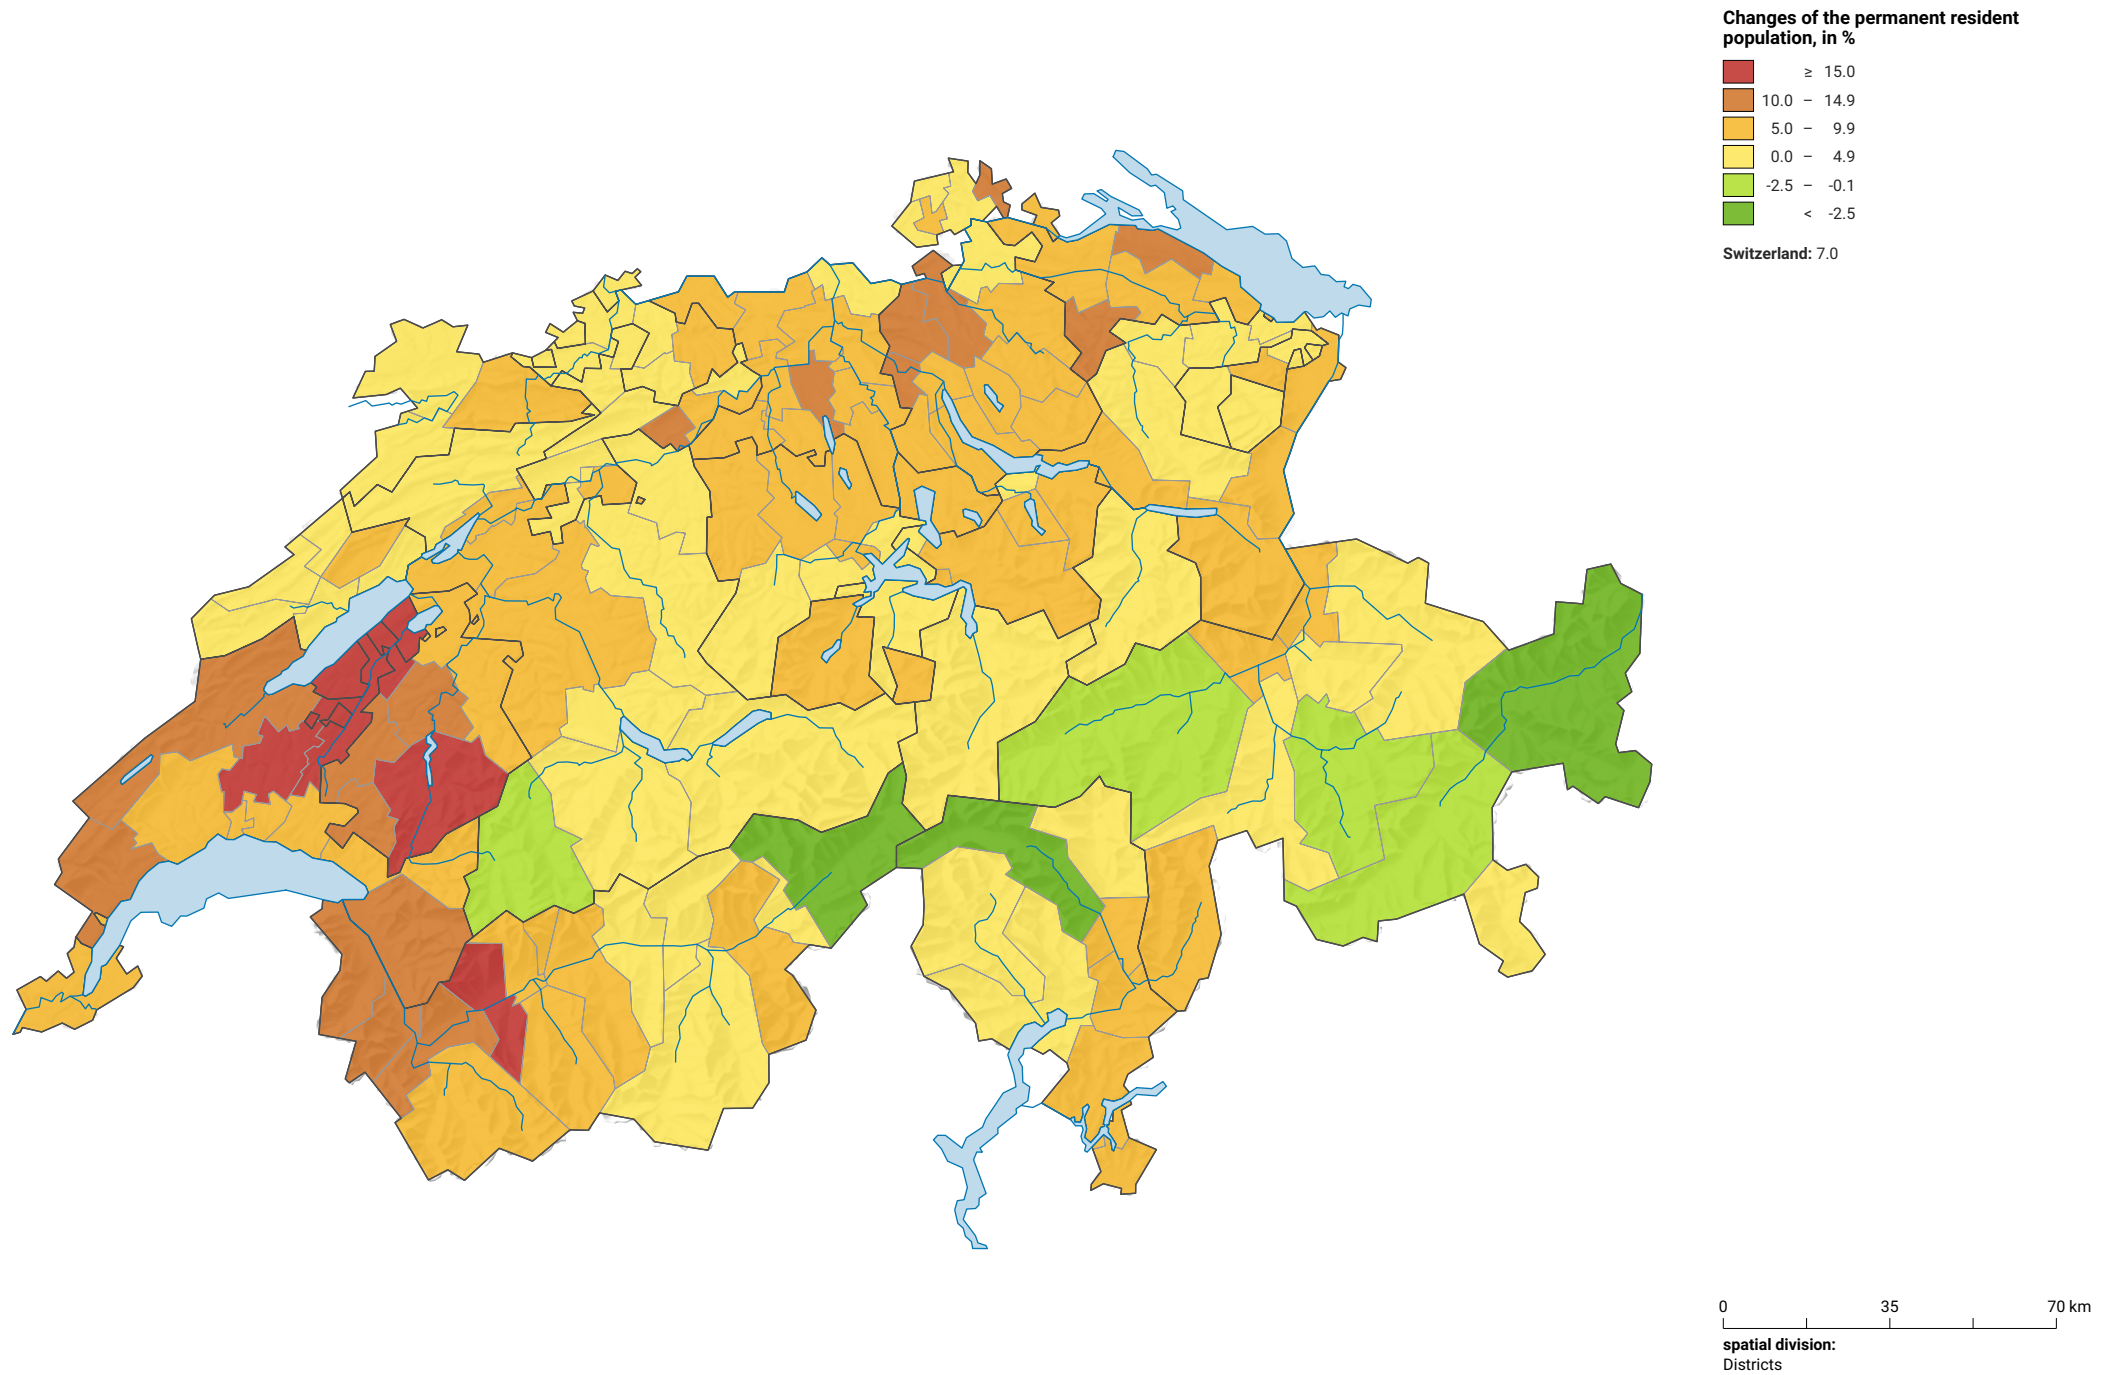 Changes of the permanent resident
population, in %
≥ 15.0
10.0 – 14.9
5.0 – 9.9
0.0 – 4.9
-2.5 – -0.1
< -2.5
Switzerland: 7.0
0 35 70 km
spatial division:
Districts